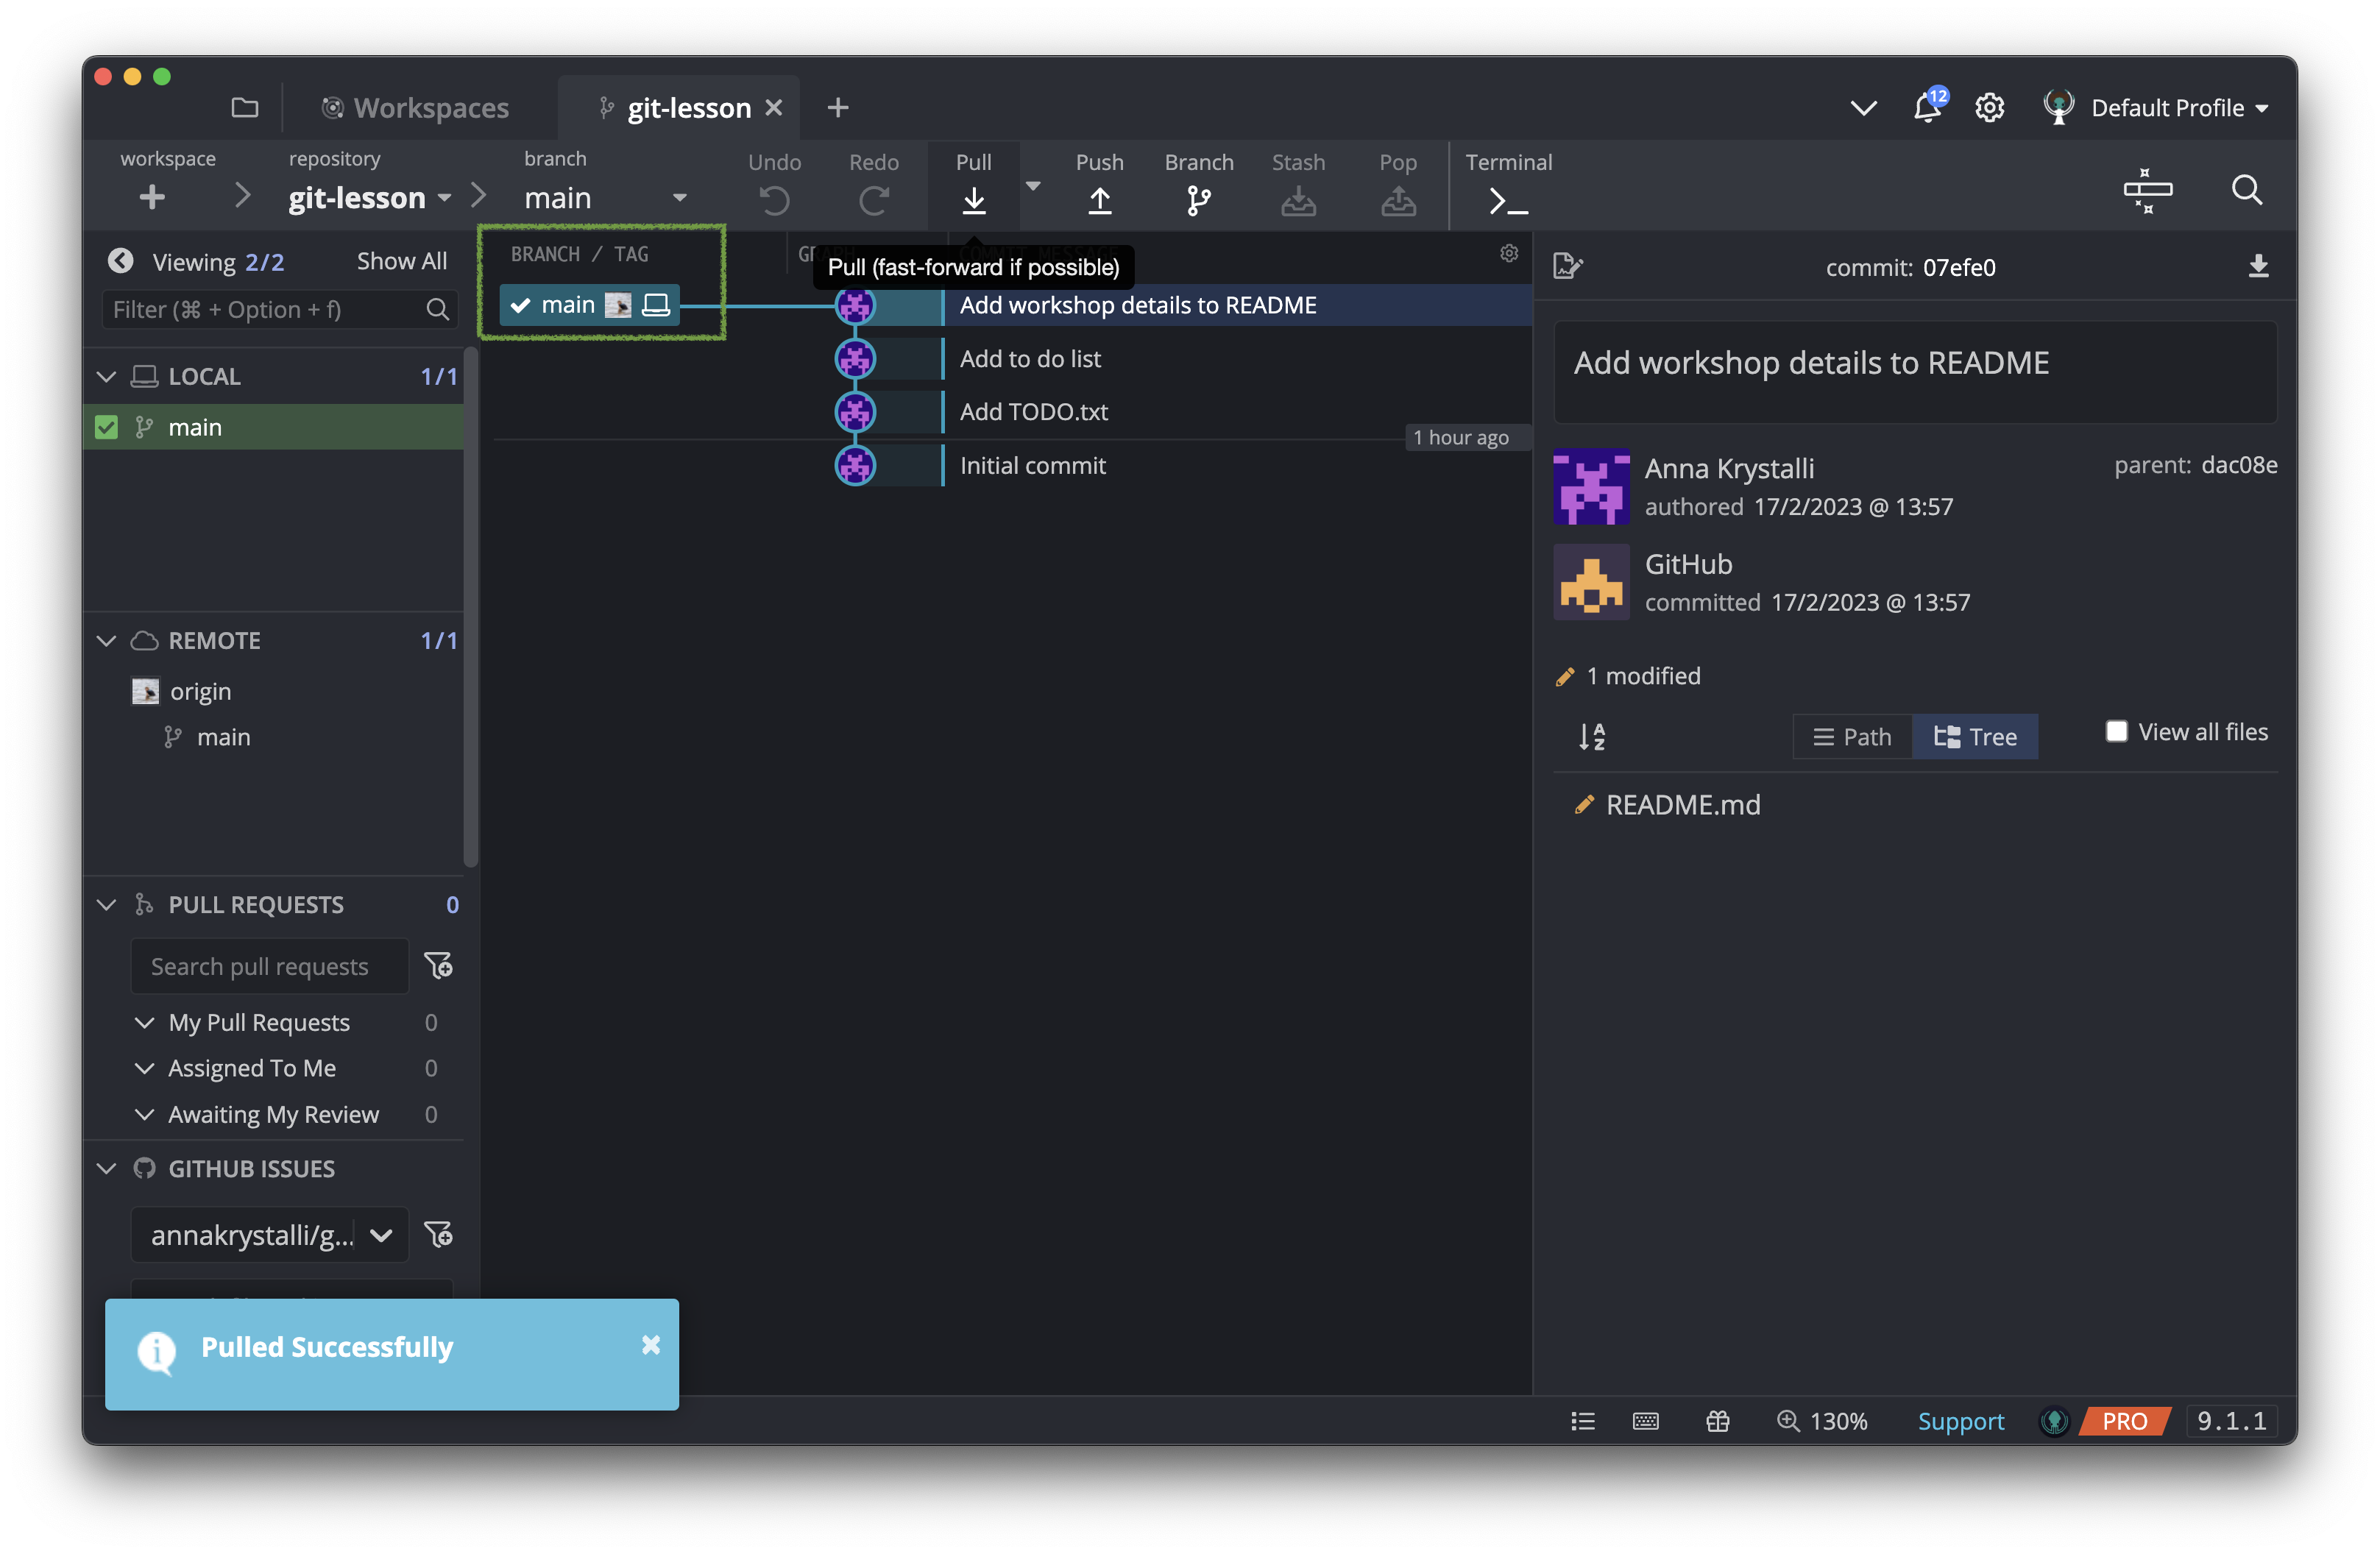 Workspaces
git-lesson
12
Default Profile
workspace
repository
branch
git-lesson
main
Undo
Redo
Pull
Push
Branch
Stash
Pop
Terminal
Viewing 2/2
Show All
Filter (⌘ + Option + f)
BRANCH / TAG
Pull (fast-forward if possible)
main
Add workshop details to README
Add to do list
Add TODO.txt
1 hour ago
Initial commit
LOCAL 1/1
main
REMOTE 1/1
origin
main
PULL REQUESTS 0
Search pull requests
My Pull Requests 0
Assigned To Me 0
Awaiting My Review 0
GITHUB ISSUES
annakrystalli/g...
Pulled Successfully
commit: 07efe0
Add workshop details to README
Anna Krystalli
parent: dac08e
authored 17/2/2023 @ 13:57
GitHub
committed 17/2/2023 @ 13:57
1 modified
A
Z
Path
Tree
View all files
README.md
130%
Support
PRO
9.1.1